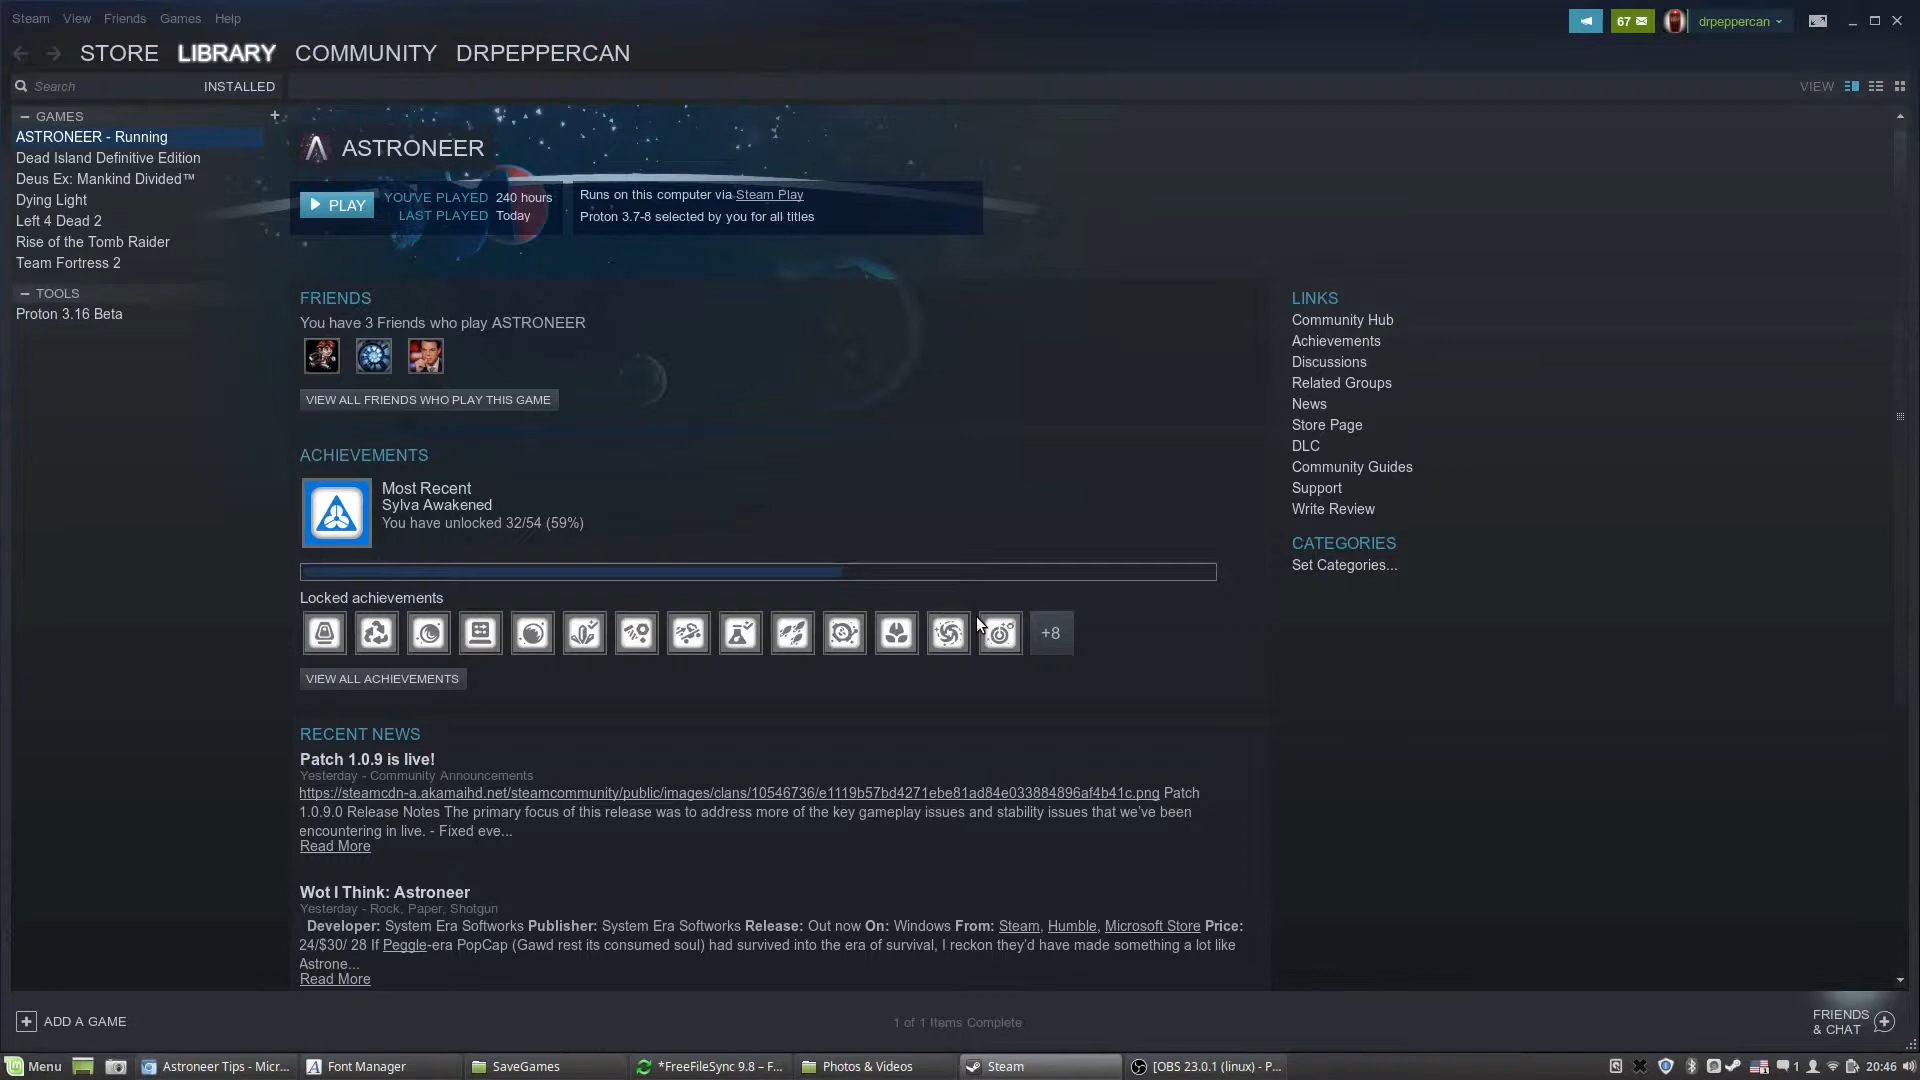 Steam View Friends Games Help
67
drpeppercan
STORE LIBRARY COMMUNITY DRPEPPERCAN
Search INSTALLED
VIEW
GAMES
ASTRONEER - Running
Dead Island Definitive Edition
Deus Ex: Mankind Divided™
Dying Light
Left 4 Dead 2
Rise of the Tomb Raider
Team Fortress 2
TOOLS
Proton 3.16 Beta
ASTRONEER
PLAY
YOU'VE PLAYED 240 hours
LAST PLAYED Today
Runs on this computer via Steam Play
Proton 3.7-8 selected by you for all titles
FRIENDS
You have 3 Friends who play ASTRONEER
VIEW ALL FRIENDS WHO PLAY THIS GAME
ACHIEVEMENTS
Most Recent
Sylva Awakened
You have unlocked 32/54 (59%)
Locked achievements
+8
VIEW ALL ACHIEVEMENTS
RECENT NEWS
Patch 1.0.9 is live!
Yesterday - Community Announcements
https://steamcdn-a.akamaihd.net/steamcommunity/public/images/clans/10546736/e1119b57bd4271ebe81ad84e033884896af4b41c.png Patch
1.0.9.0 Release Notes The primary focus of this release was to address more of the key gameplay issues and stability issues that we've been
encountering in live. - Fixed eve...
Read More
Wot I Think: Astroneer
Yesterday - Rock, Paper, Shotgun
Developer: System Era Softworks Publisher: System Era Softworks Release: Out now On: Windows From: Steam, Humble, Microsoft Store Price:
24/$30/ 28 If Peggle-era PopCap (Gawd rest its consumed soul) had survived into the era of survival, I reckon they'd have made something a lot like
Astrone...
Read More
LINKS
Community Hub
Achievements
Discussions
Related Groups
News
Store Page
DLC
Community Guides
Support
Write Review
CATEGORIES
Set Categories...
ADD A GAME
1 of 1 Items Complete
FRIENDS
& CHAT
Menu
Astroneer Tips - Micr...
Font Manager
SaveGames
*FreeFileSync 9.8 – F...
Photos & Videos
Steam
[OBS 23.0.1 (linux) - P...
1
20:46